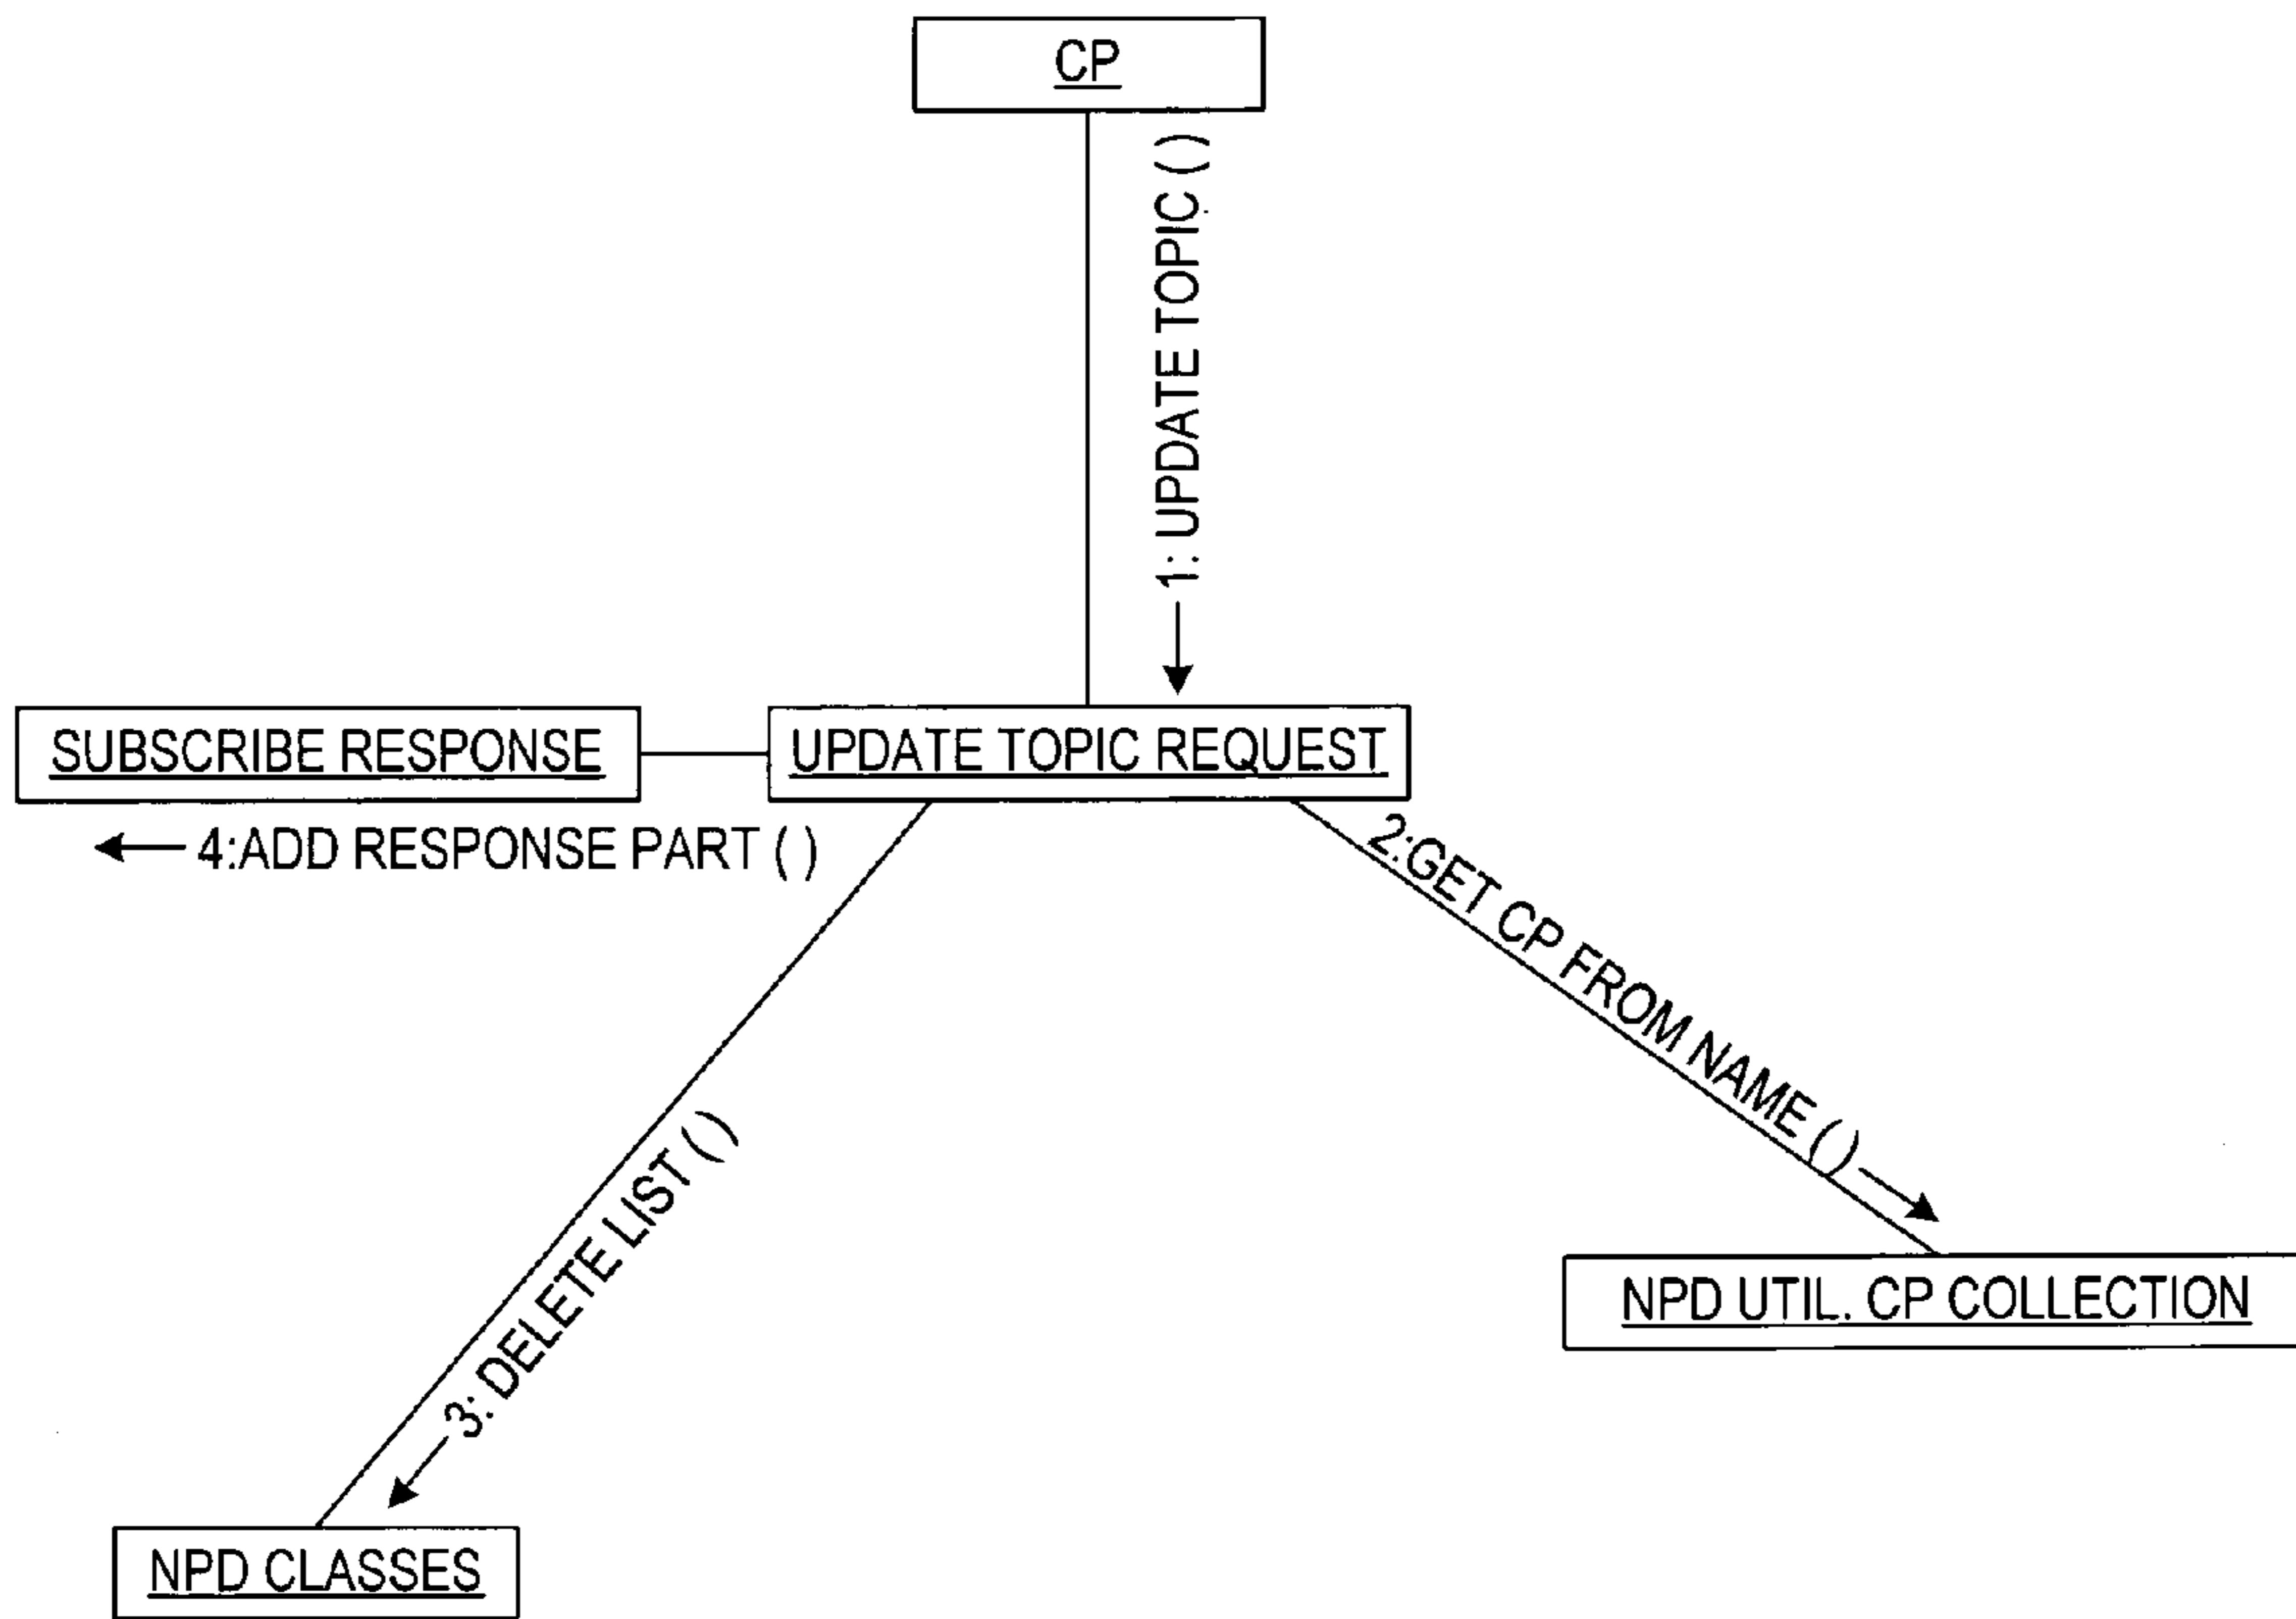 CP
1: UPDATE TOPIC ( )
SUBSCRIBE RESPONSE
UPDATE TOPIC REQUEST
4:ADD RESPONSE PART ( )
2:GET CP FROM NAME ( )
3: DELETE LIST ( )
NPD UTIL. CP COLLECTION
NPD CLASSES